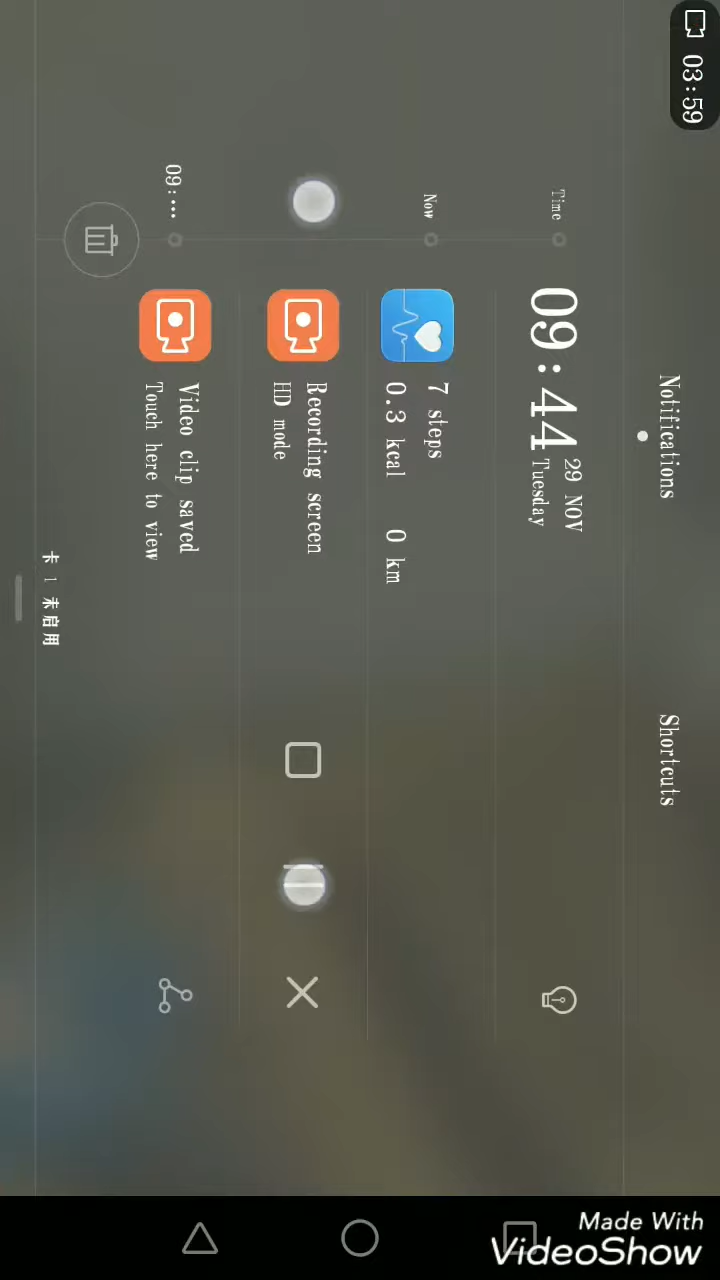 03:59
Notifications
Shortcuts
Time
09:44
29 NOV
Tuesday
Now
7 steps
0.3 kcal 0 km
Recording screen
HD mode
09:...
Video clip saved
Touch here to view
卡 1 未启用
Made With
VideoShow